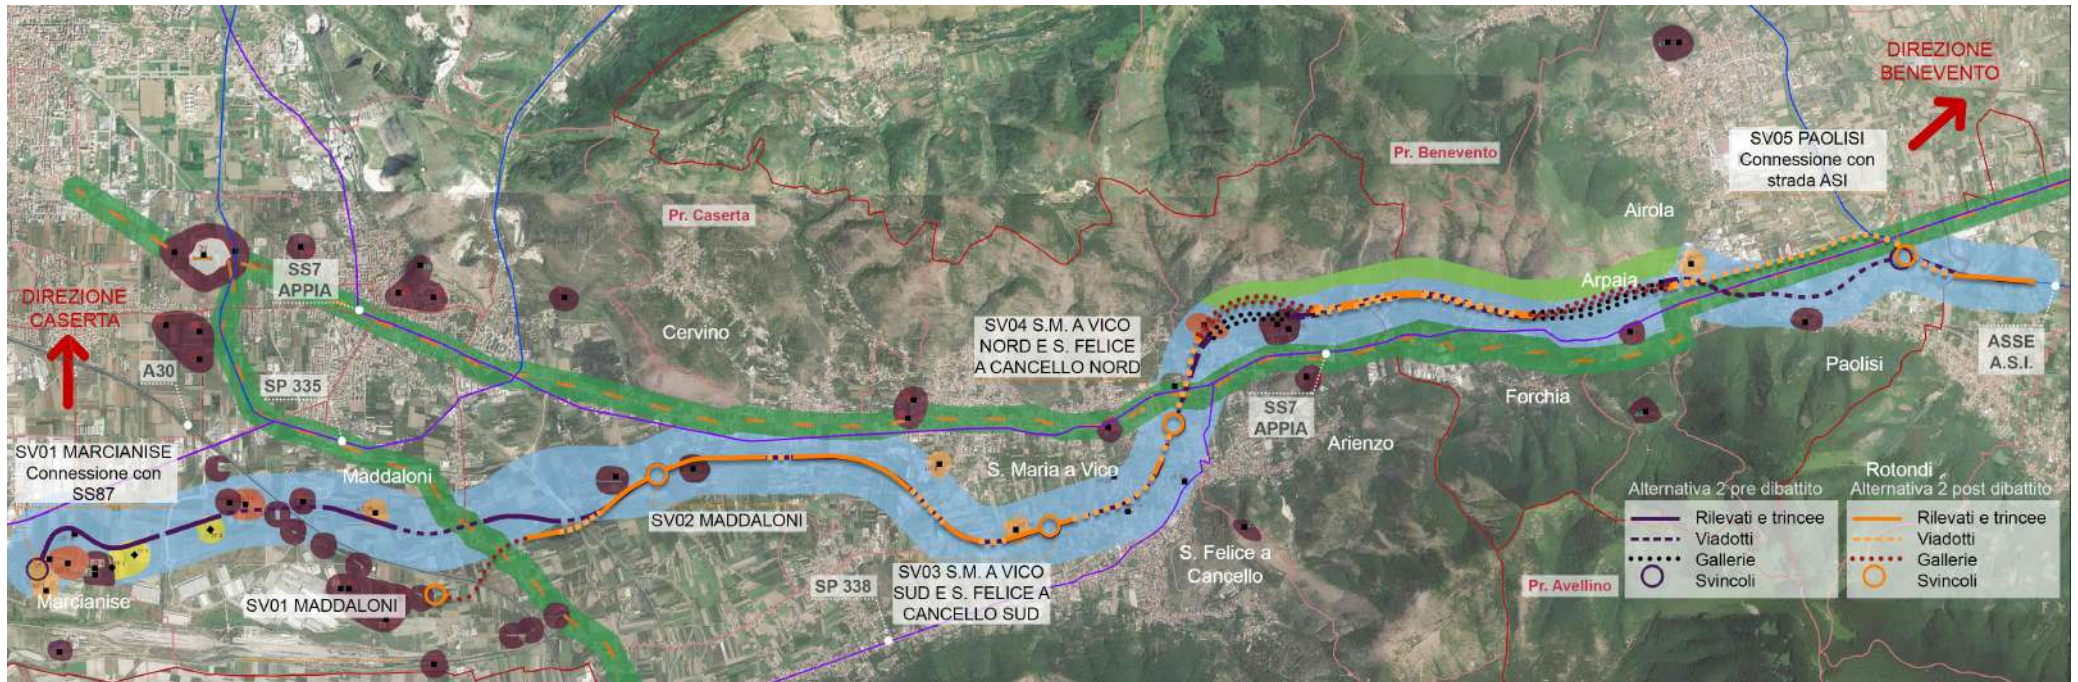 DIREZIONE
BENEVENTO
SV05 PAOLISI
Connessione con
strada ASI
Pr. Benevento
Pr. Caserta
Airola
SS7
APPIA
DIREZIONE
CASERTA
Arpaia
Cervino
SV04 S.M. A VICO
NORD E S. FELICE
A CANCELLO NORD
ASSE
A.S.I.
A30
SP 335
Paolisi
Forchia
SS7
APPIA
Arienzo
SV01 MARCIANISE
Connessione con
SS87
Maddaloni
S. Maria a Vico
Rotondi
SV02 MADDALONI
S. Felice a
Cancello
SP 338
SV03 S.M. A VICO
SUD E S. FELICE A
CANCELLO SUD
Pr. Avellino
Marcianise
SV01 MADDALONI
Alternativa 2 pre dibattito
Rilevati e trincee
Viadotti
Gallerie
Svincoli
Alternativa 2 post dibattito
Rilevati e trincee
Viadotti
Gallerie
Svincoli